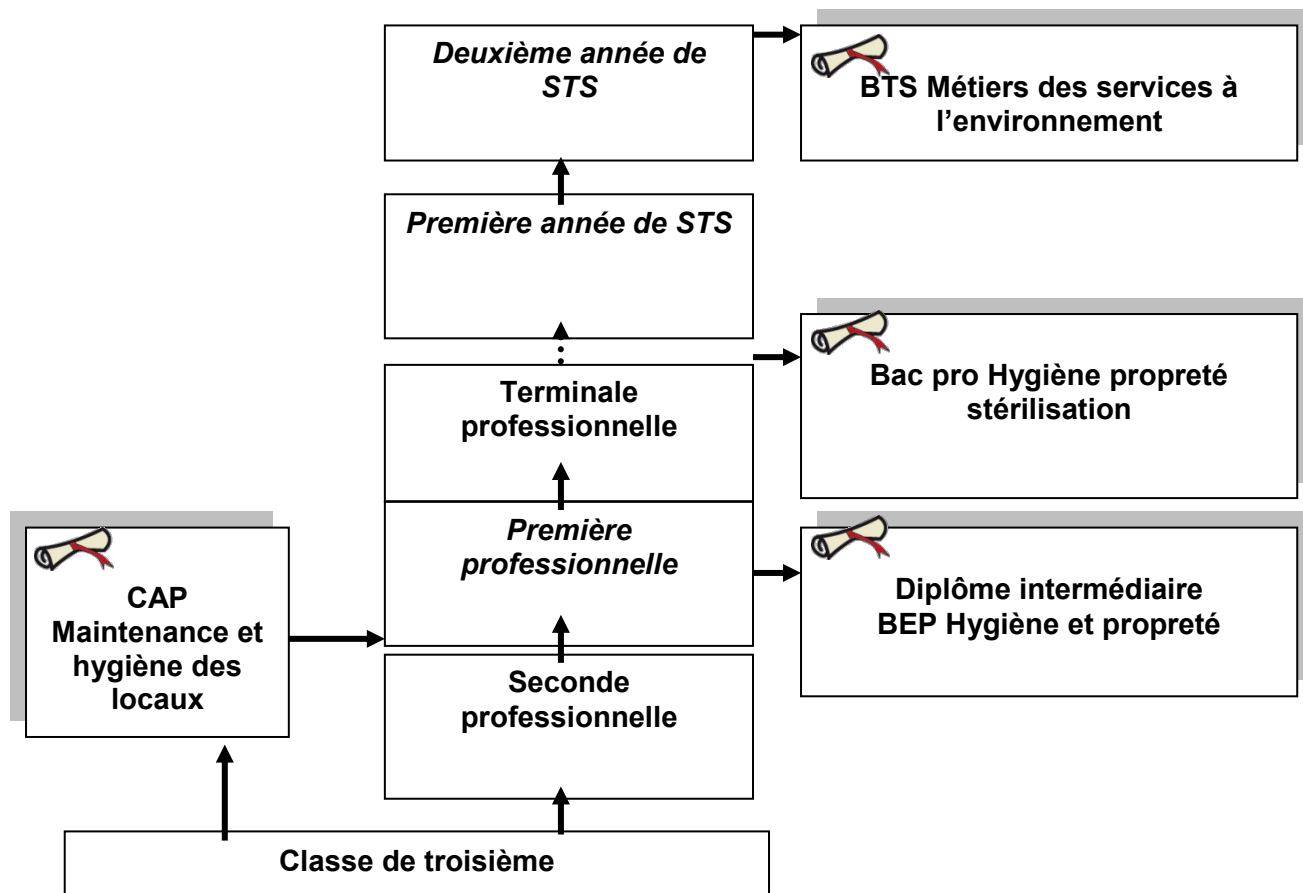 Deuxième année de
STS
BTS Métiers des services à
l’environnement
Première année de STS
Bac pro Hygiène propreté
stérilisation
Terminale
professionnelle
Première
professionnelle
Diplôme intermédiaire
BEP Hygiène et propreté
CAP
Maintenance et
hygiène des
locaux
Seconde
professionnelle
Classe de troisième